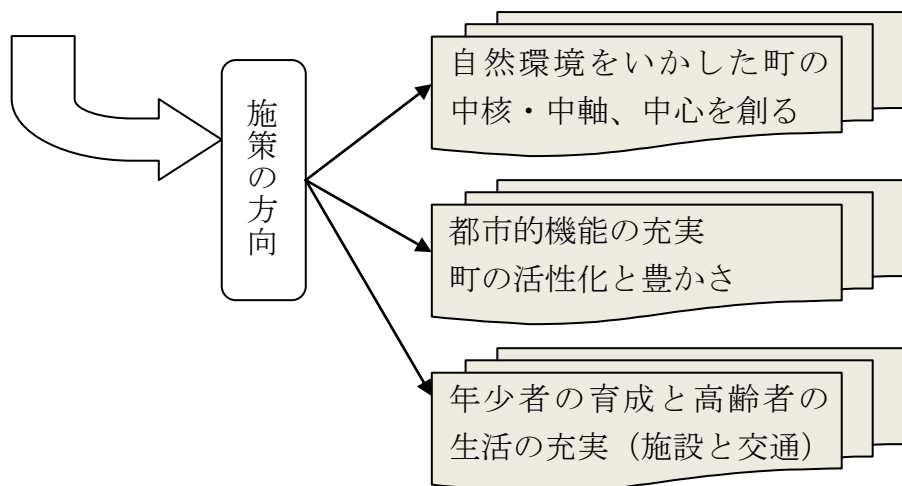 施策の方向
自然環境をいかした町の
中核・中軸、中心を創る
都市的機能の充実
町の活性化と豊かさ
年少者の育成と高齢者の
生活の充実（施設と交通）